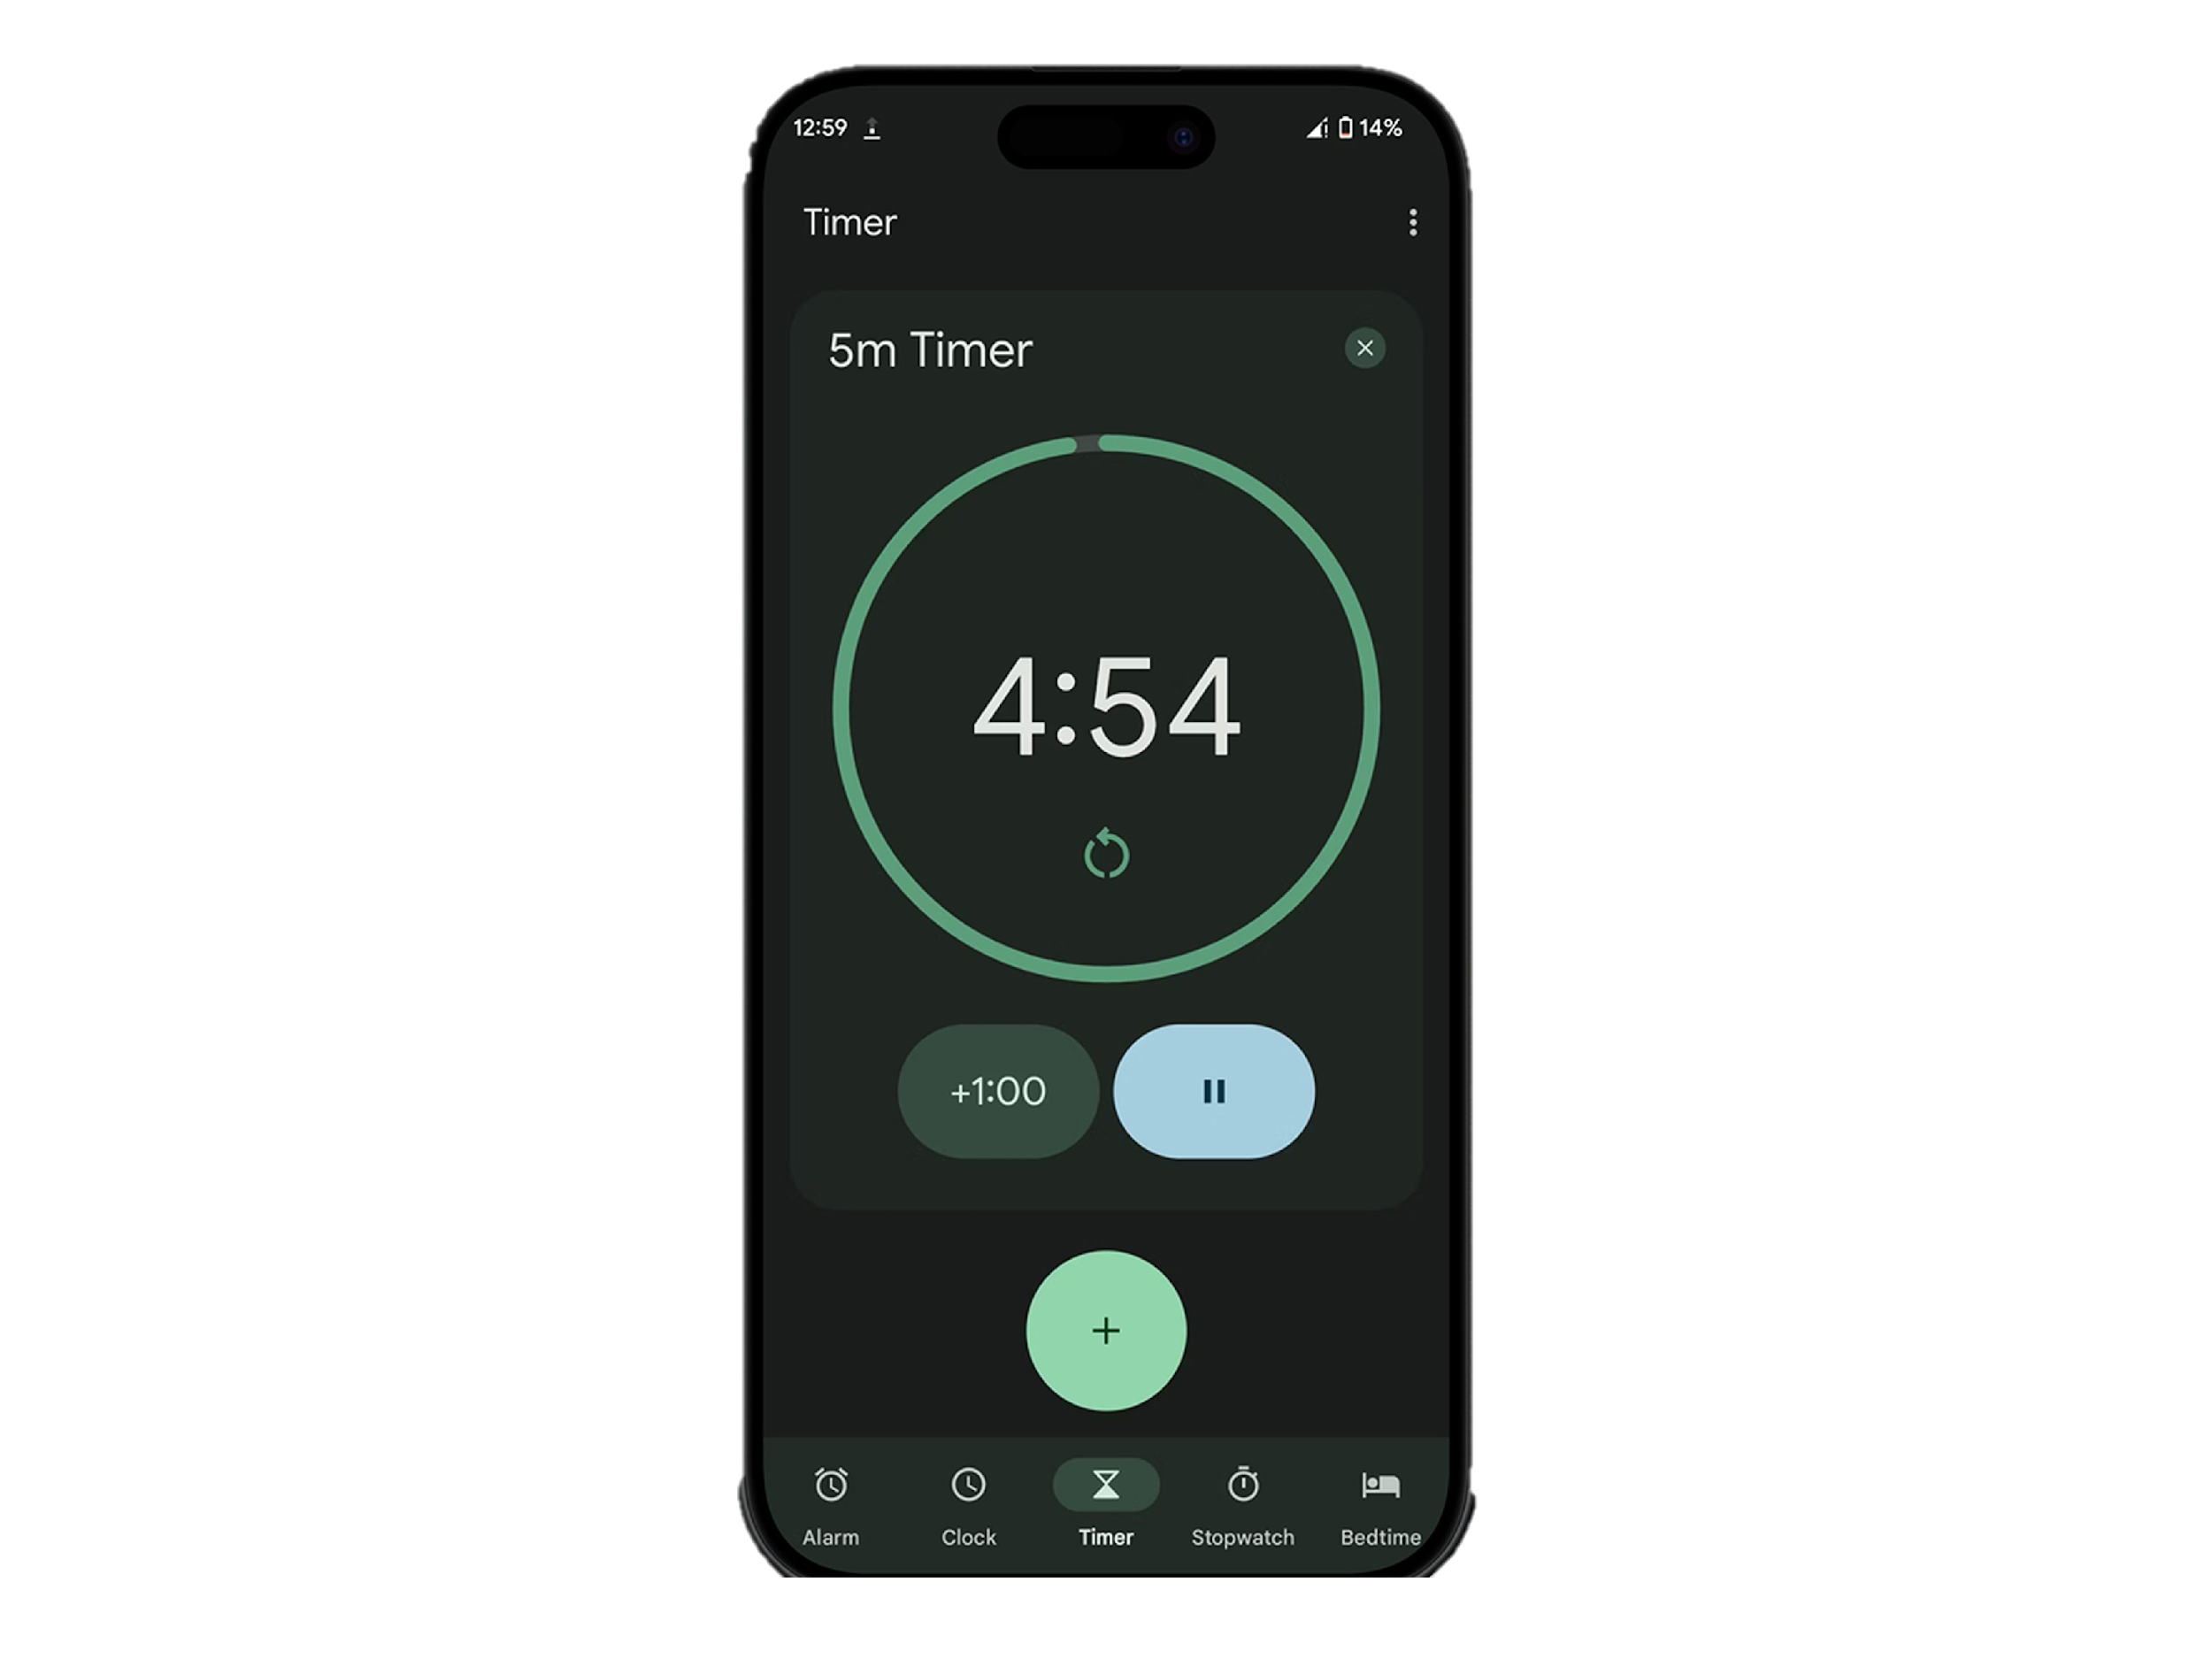 12:59 14%
Timer
5m Timer
4:54
+1:00
Alarm Clock Timer Stopwatch Bedtime